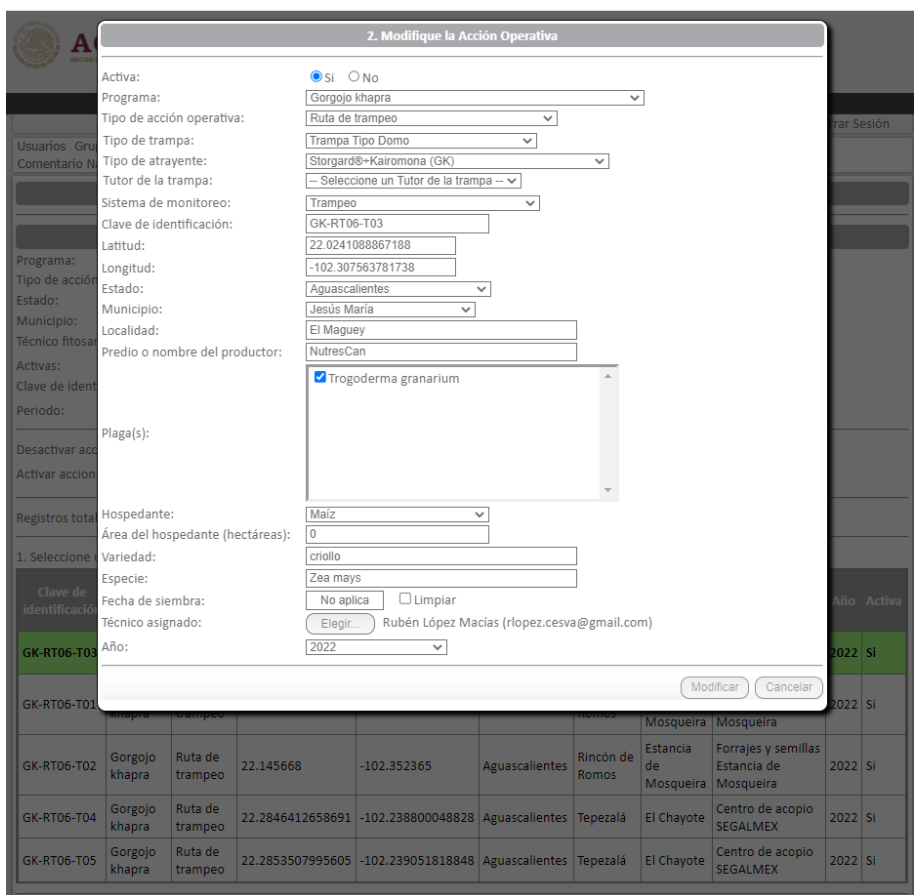 A
SECRE
2. Modifique la Acción Operativa
rrar Sesión
Usuarios Gru
Comentario N
Activa: Si No
Programa: Gorgojo khapra
Tipo de acción operativa: Ruta de trampeo
Tipo de trampa: Trampa Tipo Domo
Tipo de atrayente: Storgard®+Kairomona (GK)
Tutor de la trampa: -- Seleccione un Tutor de la trampa --
Sistema de monitoreo: Trampeo
Clave de identificación: GK-RT06-T03
Latitud: 22.0241088867188
Longitud: -102.307563781738
Estado: Aguascalientes
Municipio: Jesús María
Localidad: El Maguey
Predio o nombre del productor: NutresCan
Plaga(s): Trogoderma granarium
Hospedante: Maíz
Área del hospedante (hectáreas): 0
Variedad: criollo
Especie: Zea mays
Fecha de siembra: No aplica Limpiar
Técnico asignado: Elegir... Rubén López Macías (rlopez.cesva@gmail.com)
Año: 2022
Modificar Cancelar
Programa:
Tipo de acción
Estado:
Municipio:
Técnico fitosar
Activas:
Clave de ident
Periodo:
Desactivar acc
Activar accion
Registros total
1. Seleccione u
Clave de identificación Año Activa
GK-RT06-T03 2022 Si
GK-RT06-T01 khapra trampeo Romos Mosqueira Mosqueira 2022 Si
GK-RT06-T02 Gorgojo khapra Ruta de trampeo 22.145668 -102.352365 Aguascalientes Rincón de Romos Estancia de Mosqueira Forrajes y semillas Estancia de Mosqueira 2022 Si
GK-RT06-T04 Gorgojo khapra Ruta de trampeo 22.2846412658691 -102.238800048828 Aguascalientes Tepezalá El Chayote Centro de acopio SEGALMEX 2022 Si
GK-RT06-T05 Gorgojo khapra Ruta de trampeo 22.2853507995605 -102.239051818848 Aguascalientes Tepezalá El Chayote Centro de acopio SEGALMEX 2022 Si